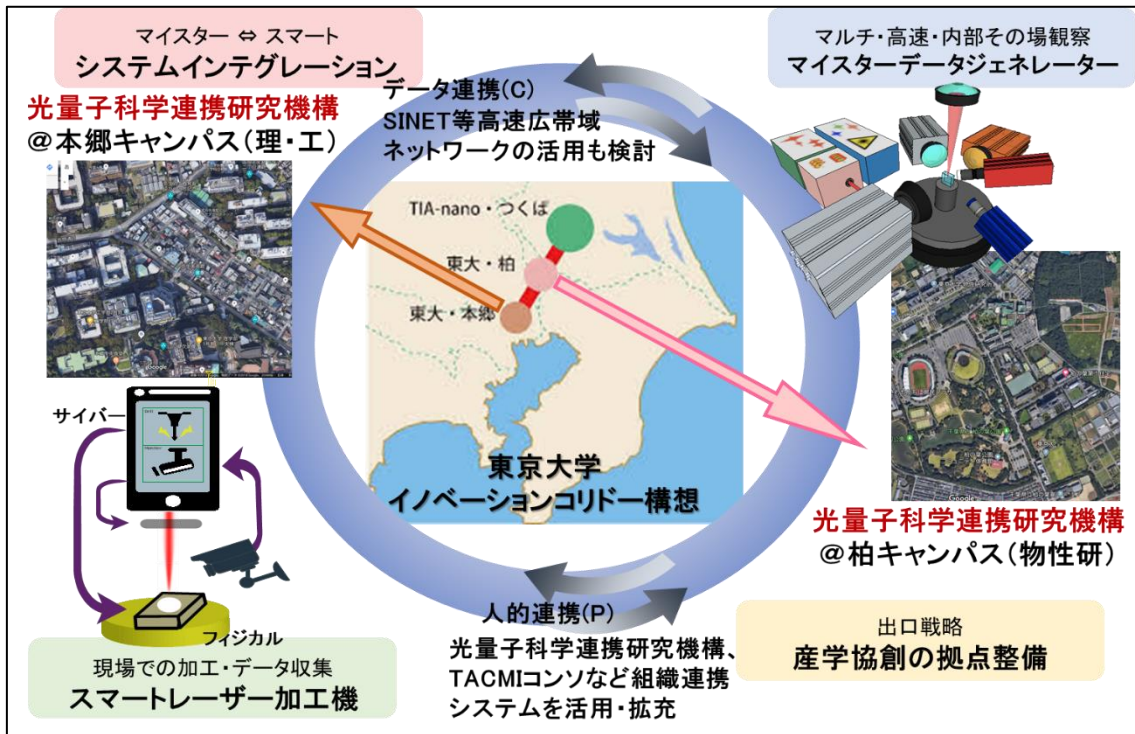 マイスター ⇔ スマート
システムインテグレーション
光量子科学連携研究機構
@本郷キャンパス(理・工)
データ連携(C)
SINET等高速広帯域
ネットワークの活用も検討
マルチ・高速・内部その場観察
マイスターデータジェネレーター
TIA-nano・つくば
東大・柏
東大・本郷
東京大学
イノベーションコリドー構想
Google
Google
光量子科学連携研究機構
@柏キャンパス(物性研)
サイバー
フィジカル
現場での加工・データ収集
スマートレーザー加工機
人的連携(P)
光量子科学連携研究機構、
TACMIコンソなど組織連携
システムを活用・拡充
出口戦略
産学協創の拠点整備